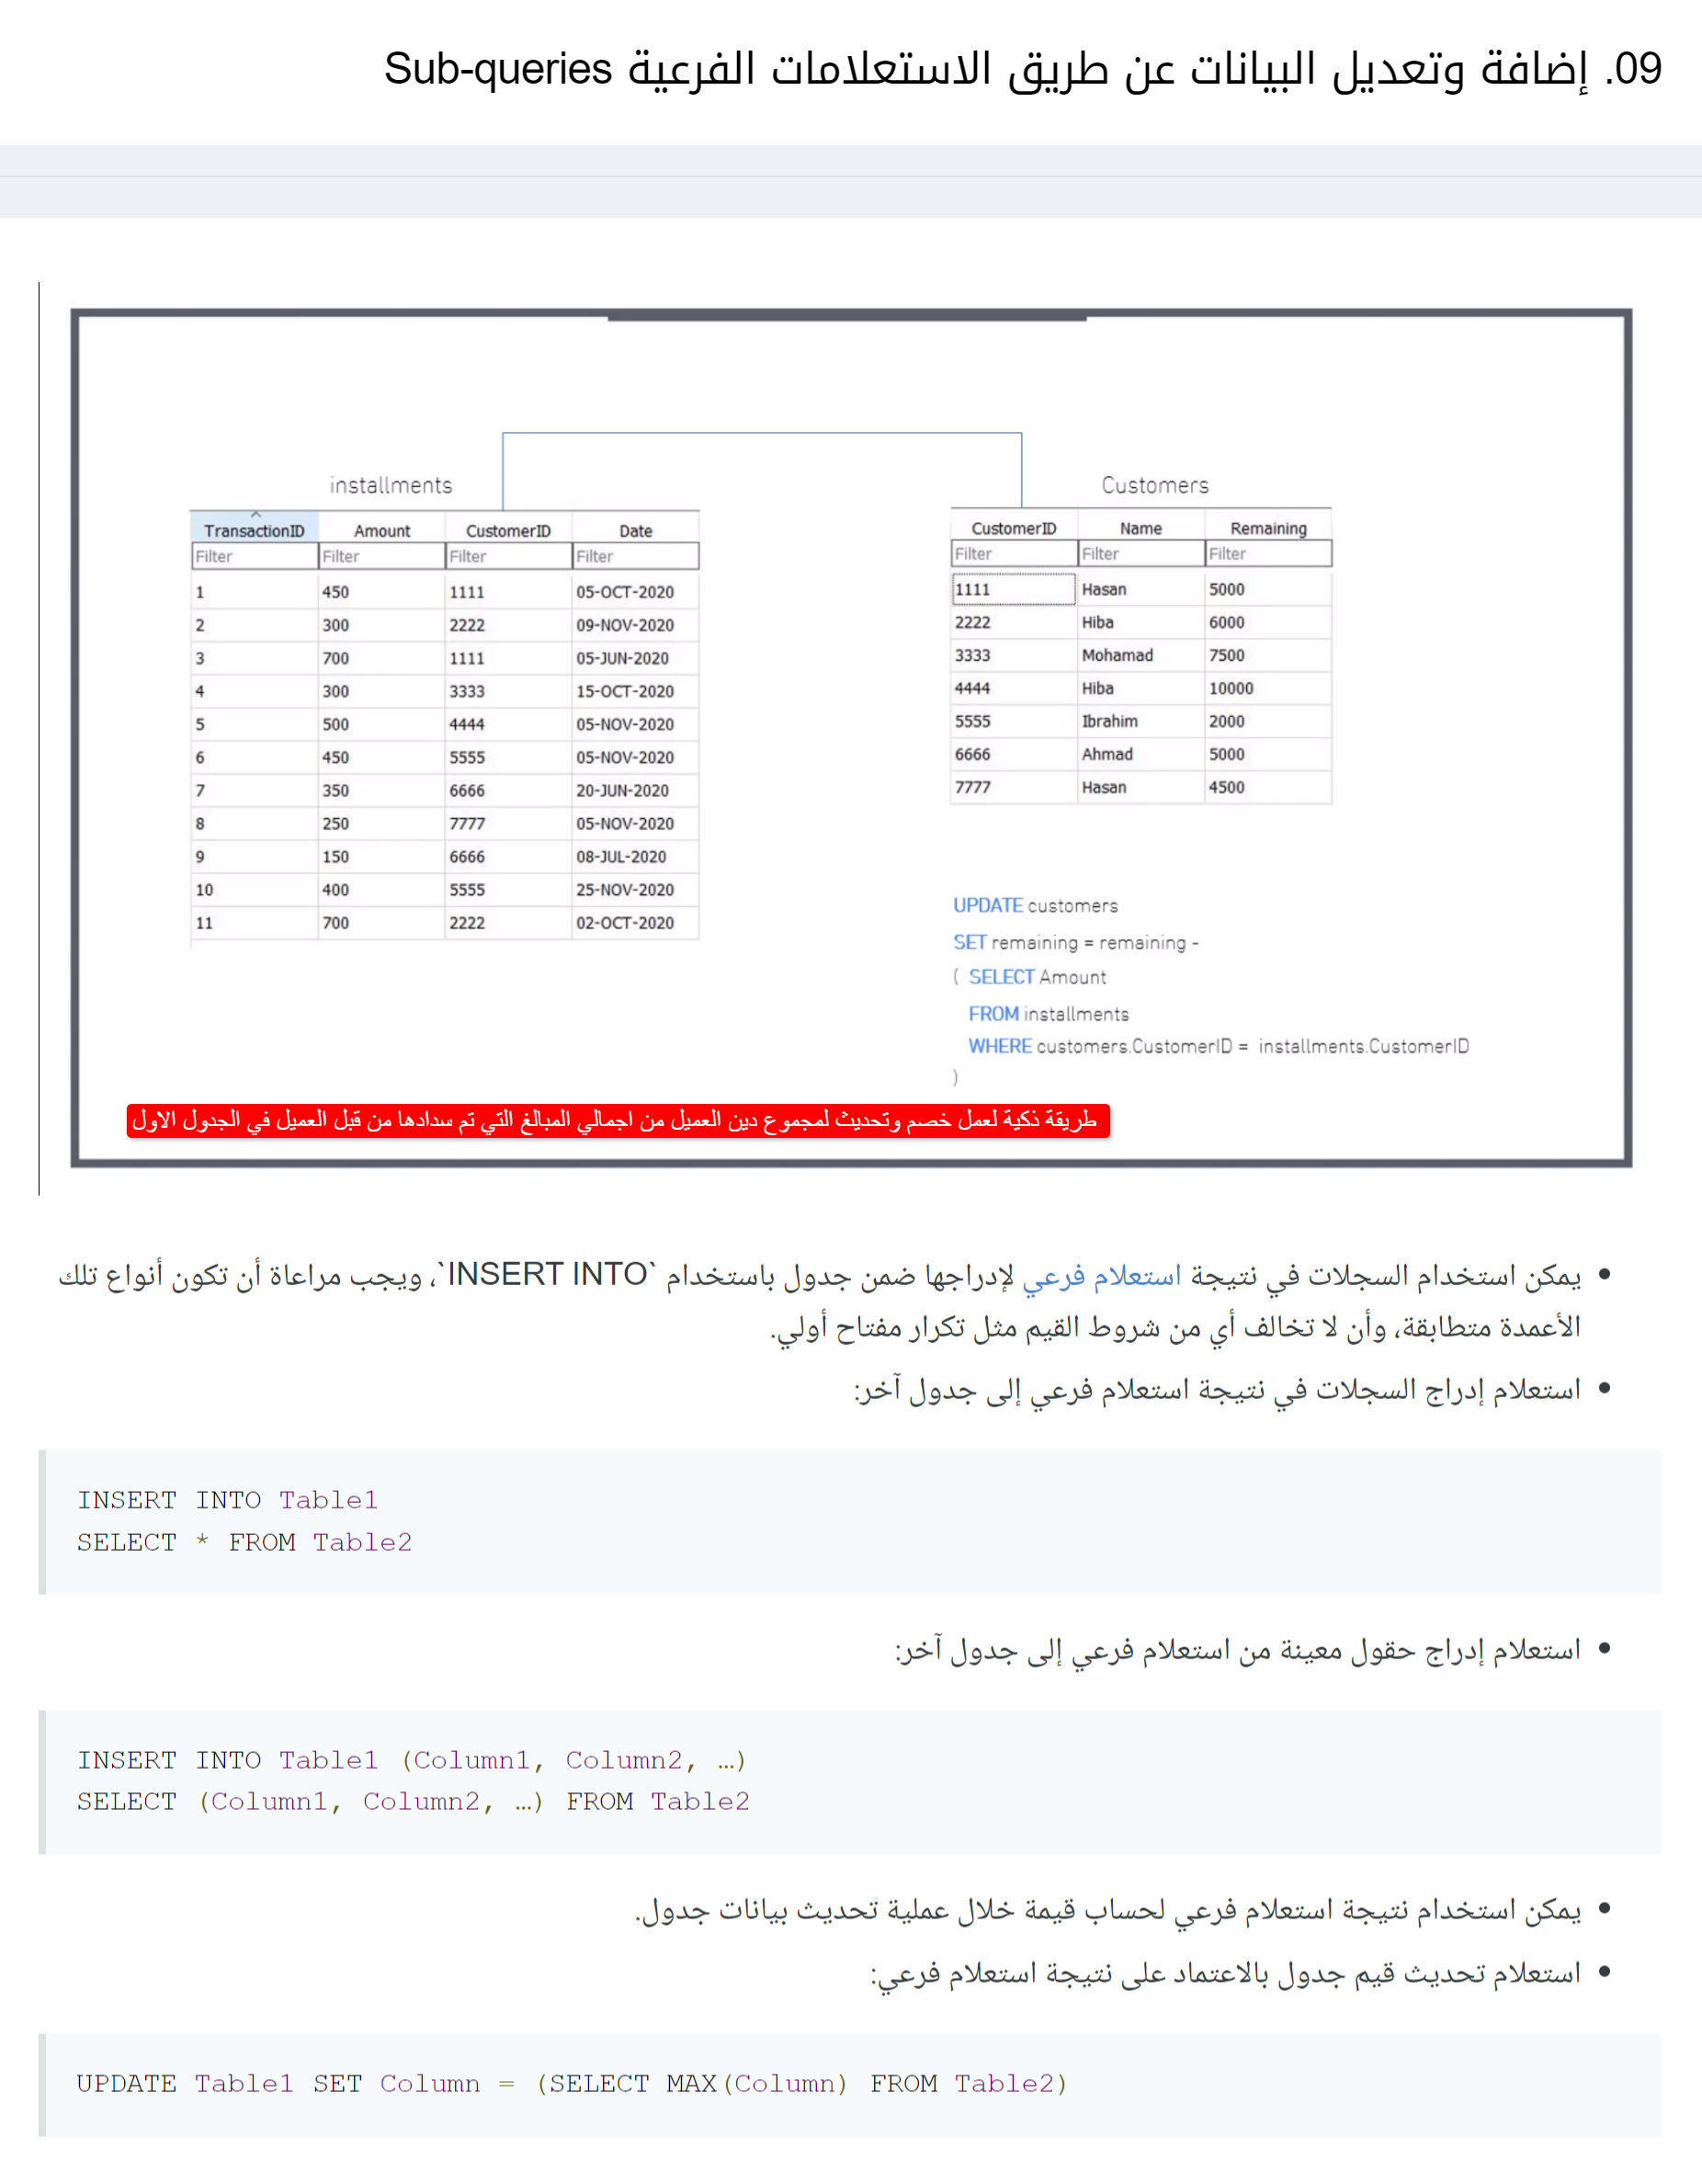 09. إضافة وتعديل البيانات عن طريق الاستعلامات الفرعية Sub-queries
installments
TransactionID Amount CustomerID Date
Filter Filter Filter Filter
1 450 1111 05-OCT-2020
2 300 2222 09-NOV-2020
3 700 1111 05-JUN-2020
4 300 3333 15-OCT-2020
5 500 4444 05-NOV-2020
6 450 5555 05-NOV-2020
7 350 6666 20-JUN-2020
8 250 7777 05-NOV-2020
9 150 6666 08-JUL-2020
10 400 5555 25-NOV-2020
11 700 2222 02-OCT-2020
Customers
CustomerID Name Remaining
Filter Filter Filter
1111 Hasan 5000
2222 Hiba 6000
3333 Mohamad 7500
4444 Hiba 10000
5555 Ibrahim 2000
6666 Ahmad 5000
7777 Hasan 4500
UPDATE customers
SET remaining = remaining -
( SELECT Amount
FROM installments
WHERE customers.CustomerID = installments.CustomerID
)
طريقة ذكية لعمل خصم وتحديث لمجموع دين العميل من اجمالي المبالغ التي تم سدادها من قبل العميل في الجدول الاول
• يمكن استخدام السجلات في نتيجة استعلام فرعي لإدراجها ضمن جدول باستخدام `INSERT INTO`، ويجب مراعاة أن تكون أنواع تلك
الأعمدة متطابقة، وأن لا تخالف أي من شروط القيم مثل تكرار مفتاح أولي.
• استعلام إدراج السجلات في نتيجة استعلام فرعي إلى جدول آخر:
INSERT INTO Table1
SELECT * FROM Table2
• استعلام إدراج حقول معينة من استعلام فرعي إلى جدول آخر:
INSERT INTO Table1 (Column1, Column2, …)
SELECT (Column1, Column2, …) FROM Table2
• يمكن استخدام نتيجة استعلام فرعي لحساب قيمة خلال عملية تحديث بيانات جدول.
• استعلام تحديث قيم جدول بالاعتماد على نتيجة استعلام فرعي:
UPDATE Table1 SET Column = (SELECT MAX(Column) FROM Table2)